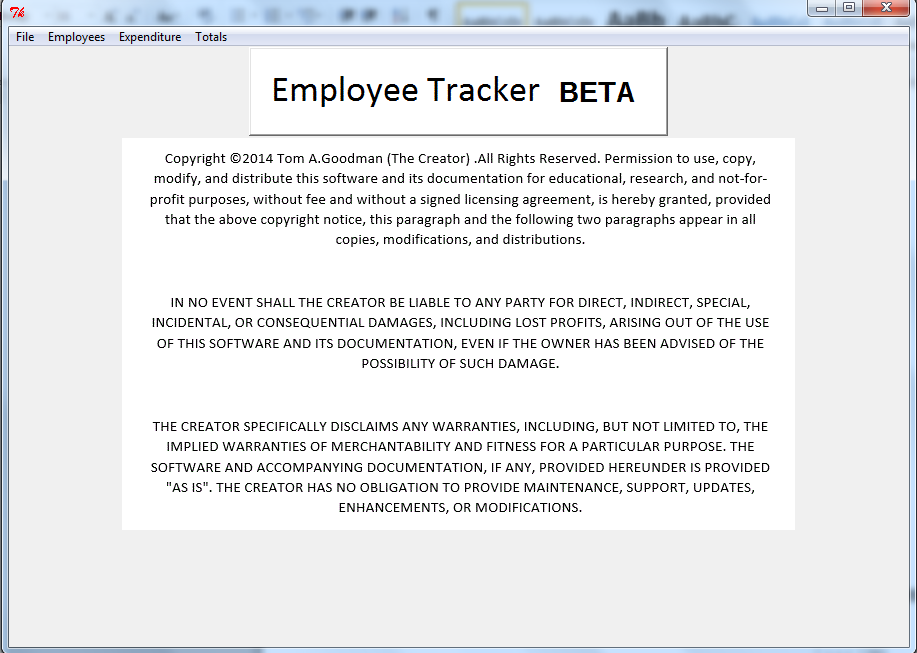 File Employees Expenditure Totals
Employee Tracker BETA
Copyright ©2014 Tom A.Goodman (The Creator) .All Rights Reserved. Permission to use, copy,
modify, and distribute this software and its documentation for educational, research, and not-for-
profit purposes, without fee and without a signed licensing agreement, is hereby granted, provided
that the above copyright notice, this paragraph and the following two paragraphs appear in all
copies, modifications, and distributions.
IN NO EVENT SHALL THE CREATOR BE LIABLE TO ANY PARTY FOR DIRECT, INDIRECT, SPECIAL,
INCIDENTAL, OR CONSEQUENTIAL DAMAGES, INCLUDING LOST PROFITS, ARISING OUT OF THE USE
OF THIS SOFTWARE AND ITS DOCUMENTATION, EVEN IF THE OWNER HAS BEEN ADVISED OF THE
POSSIBILITY OF SUCH DAMAGE.
THE CREATOR SPECIFICALLY DISCLAIMS ANY WARRANTIES, INCLUDING, BUT NOT LIMITED TO, THE
IMPLIED WARRANTIES OF MERCHANTABILITY AND FITNESS FOR A PARTICULAR PURPOSE. THE
SOFTWARE AND ACCOMPANYING DOCUMENTATION, IF ANY, PROVIDED HEREUNDER IS PROVIDED
"AS IS". THE CREATOR HAS NO OBLIGATION TO PROVIDE MAINTENANCE, SUPPORT, UPDATES,
ENHANCEMENTS, OR MODIFICATIONS.